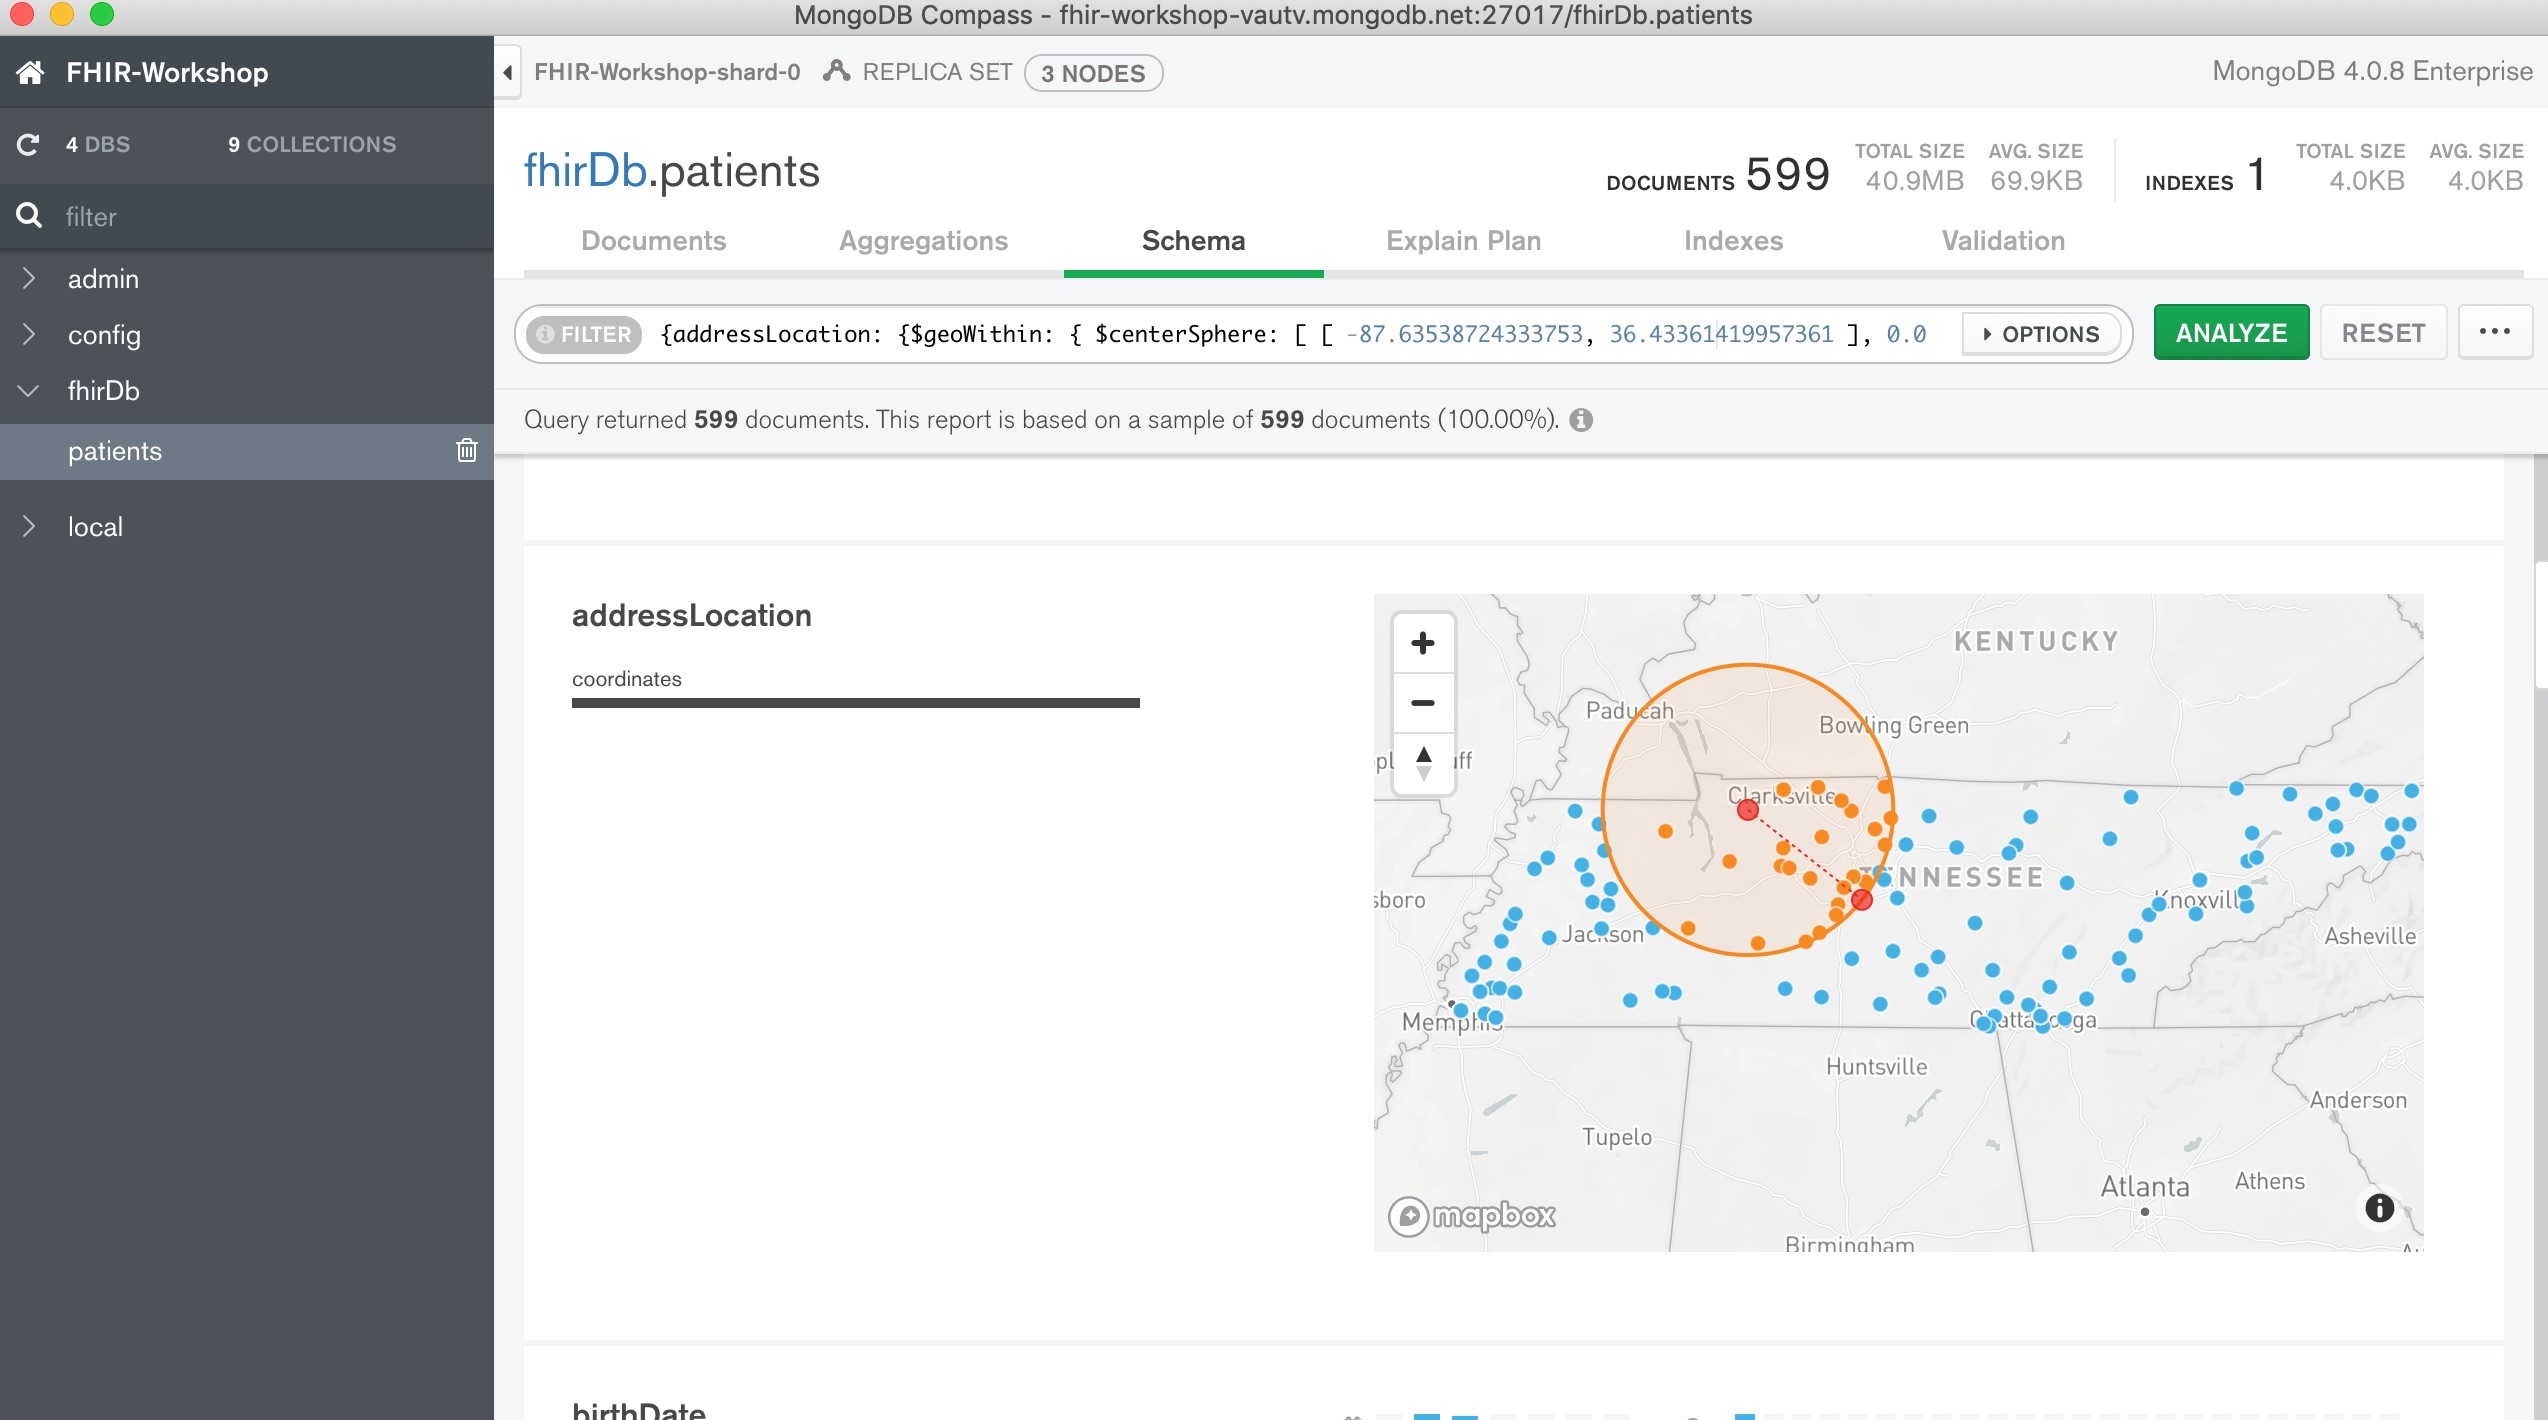 MongoDB Compass - fhir-workshop-vautv.mongodb.net:27017/fhirDb.patients
FHIR-Workshop
FHIR-Workshop-shard-0 REPLICA SET 3 NODES
MongoDB 4.0.8 Enterprise
4 DBS 9 COLLECTIONS
filter
admin
config
fhirDb
patients
local
fhirDb.patients
DOCUMENTS 599 TOTAL SIZE 40.9MB AVG. SIZE 69.9KB INDEXES 1 TOTAL SIZE 4.0KB AVG. SIZE 4.0KB
Documents Aggregations Schema Explain Plan Indexes Validation
FILTER {addressLocation: {$geoWithin: { $centerSphere: [ [ -87.63538724333753, 36.43361419957361 ], 0.0 OPTIONS ANALYZE RESET ...
Query returned 599 documents. This report is based on a sample of 599 documents (100.00%).
addressLocation
coordinates
KENTUCKY
Paducah
Bowling Green
Clarksville
TENNESSEE
Knoxville
Jackson
Asheville
Memphis
Chattanooga
Huntsville
Anderson
Tupelo
Atlanta
Athens
mapbox
Birmingham
birthDate